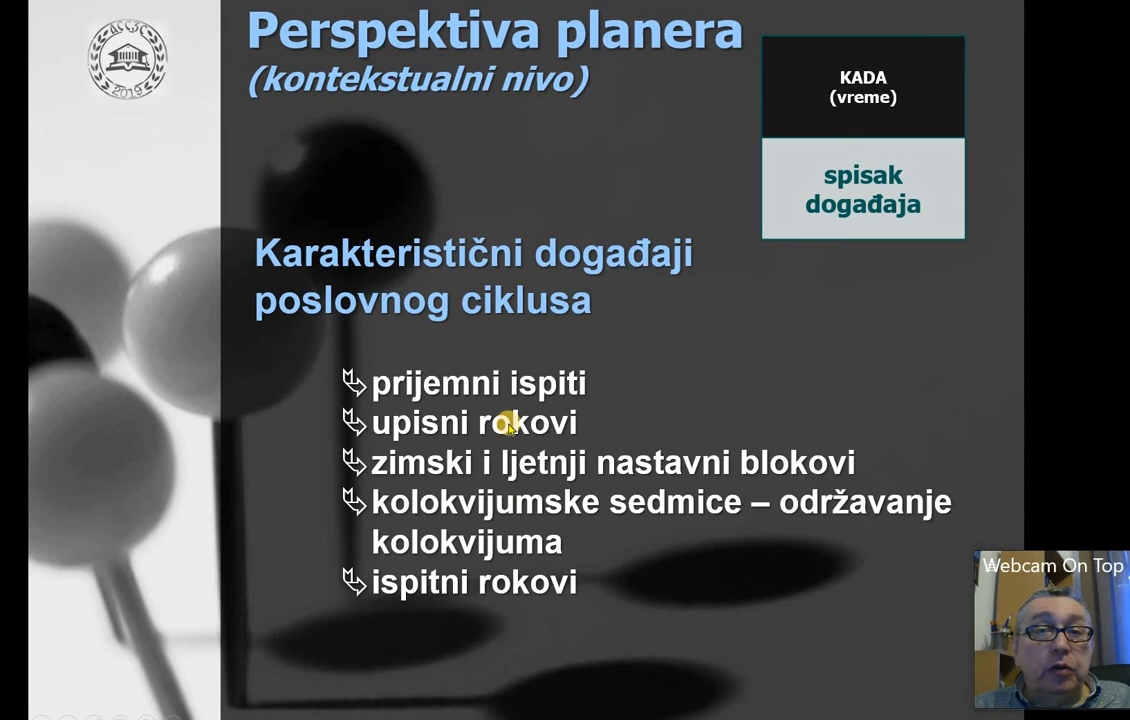 Perspektiva planera
(kontekstualni nivo)
KADA
(vreme)
spisak
događaja
Karakteristični događaji
poslovnog ciklusa
prijemni ispiti
upisni rokovi
zimski i ljetnji nastavni blokovi
kolokvijumske sedmice – održavanje
kolokvijuma
ispitni rokovi
Webcam On Top
2019